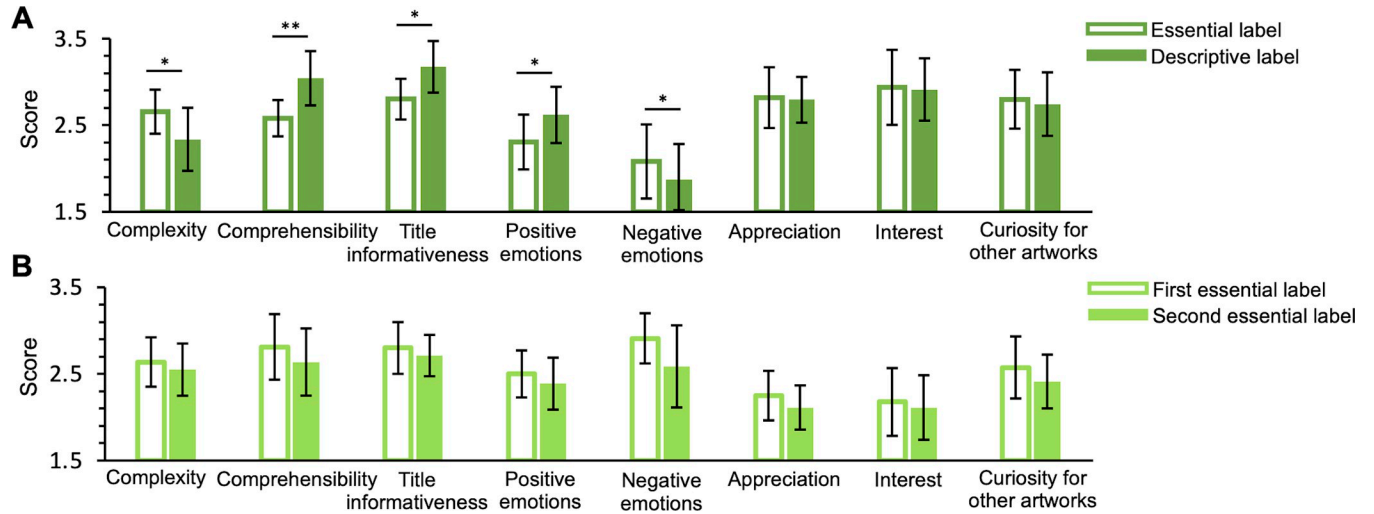 A
Essential label
Descriptive label
3.5
2.5
1.5
Score
*
**
*
*
*
Complexity
Comprehensibility
Title
informativeness
Positive
emotions
Negative
emotions
Appreciation
Interest
Curiosity for
other artworks
B
First essential label
Second essential label
3.5
2.5
1.5
Score
Complexity
Comprehensibility
Title
informativeness
Positive
emotions
Negative
emotions
Appreciation
Interest
Curiosity for
other artworks